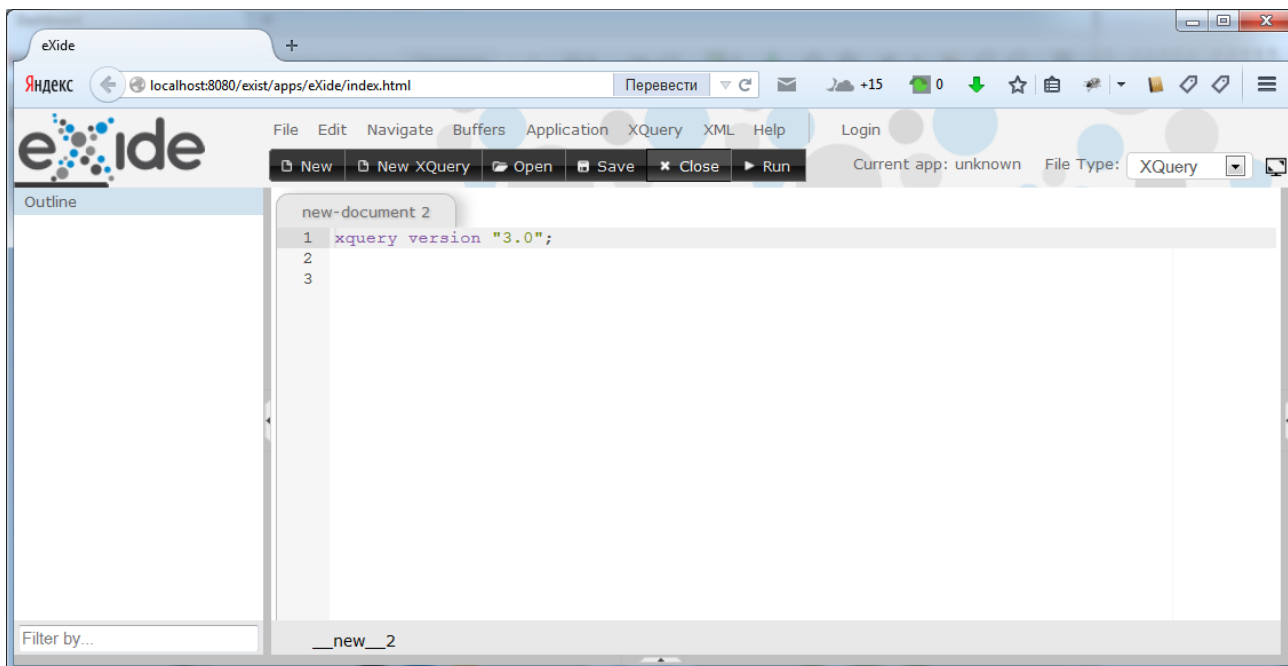 eXide
+
Яндекс localhost:8080/exist/apps/eXide/index.html Перевести +15 0
eXide File Edit Navigate Buffers Application XQuery XML Help Login
New New XQuery Open Save Close Run Current app: unknown File Type: XQuery
Outline
new-document 2
1 xquery version "3.0";
2
3
Filter by...
__new__2